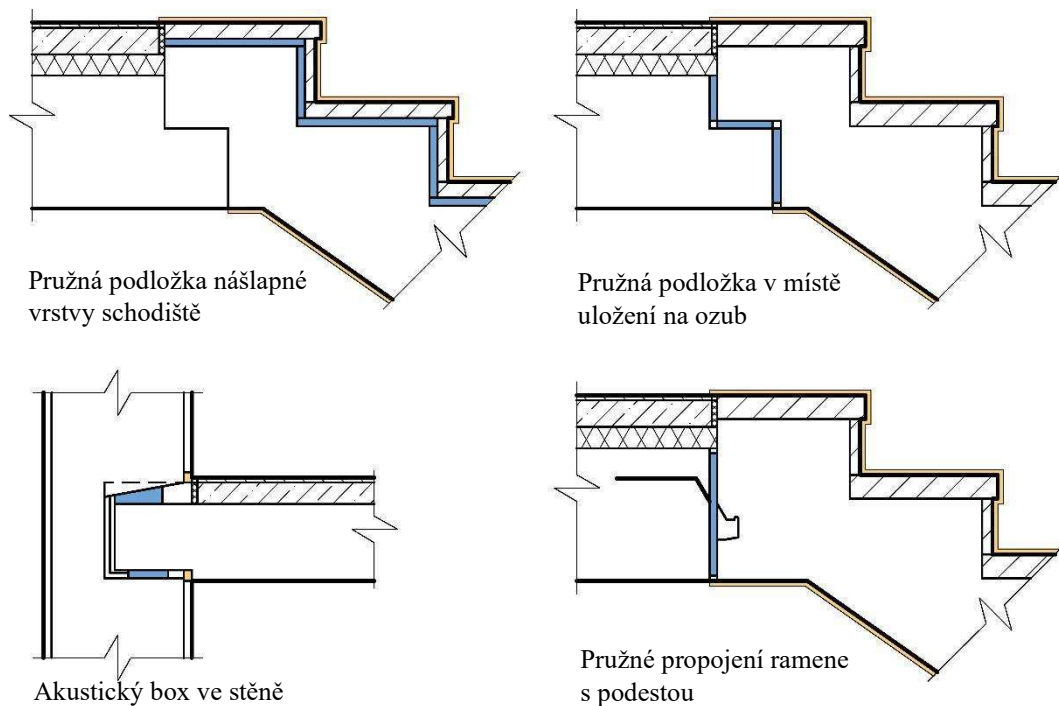 Pružná podložka nášlapné
vrstvy schodiště
Pružná podložka v místě
uložení na ozub
Akustický box ve stěně
Pružné propojení ramene
s podestou